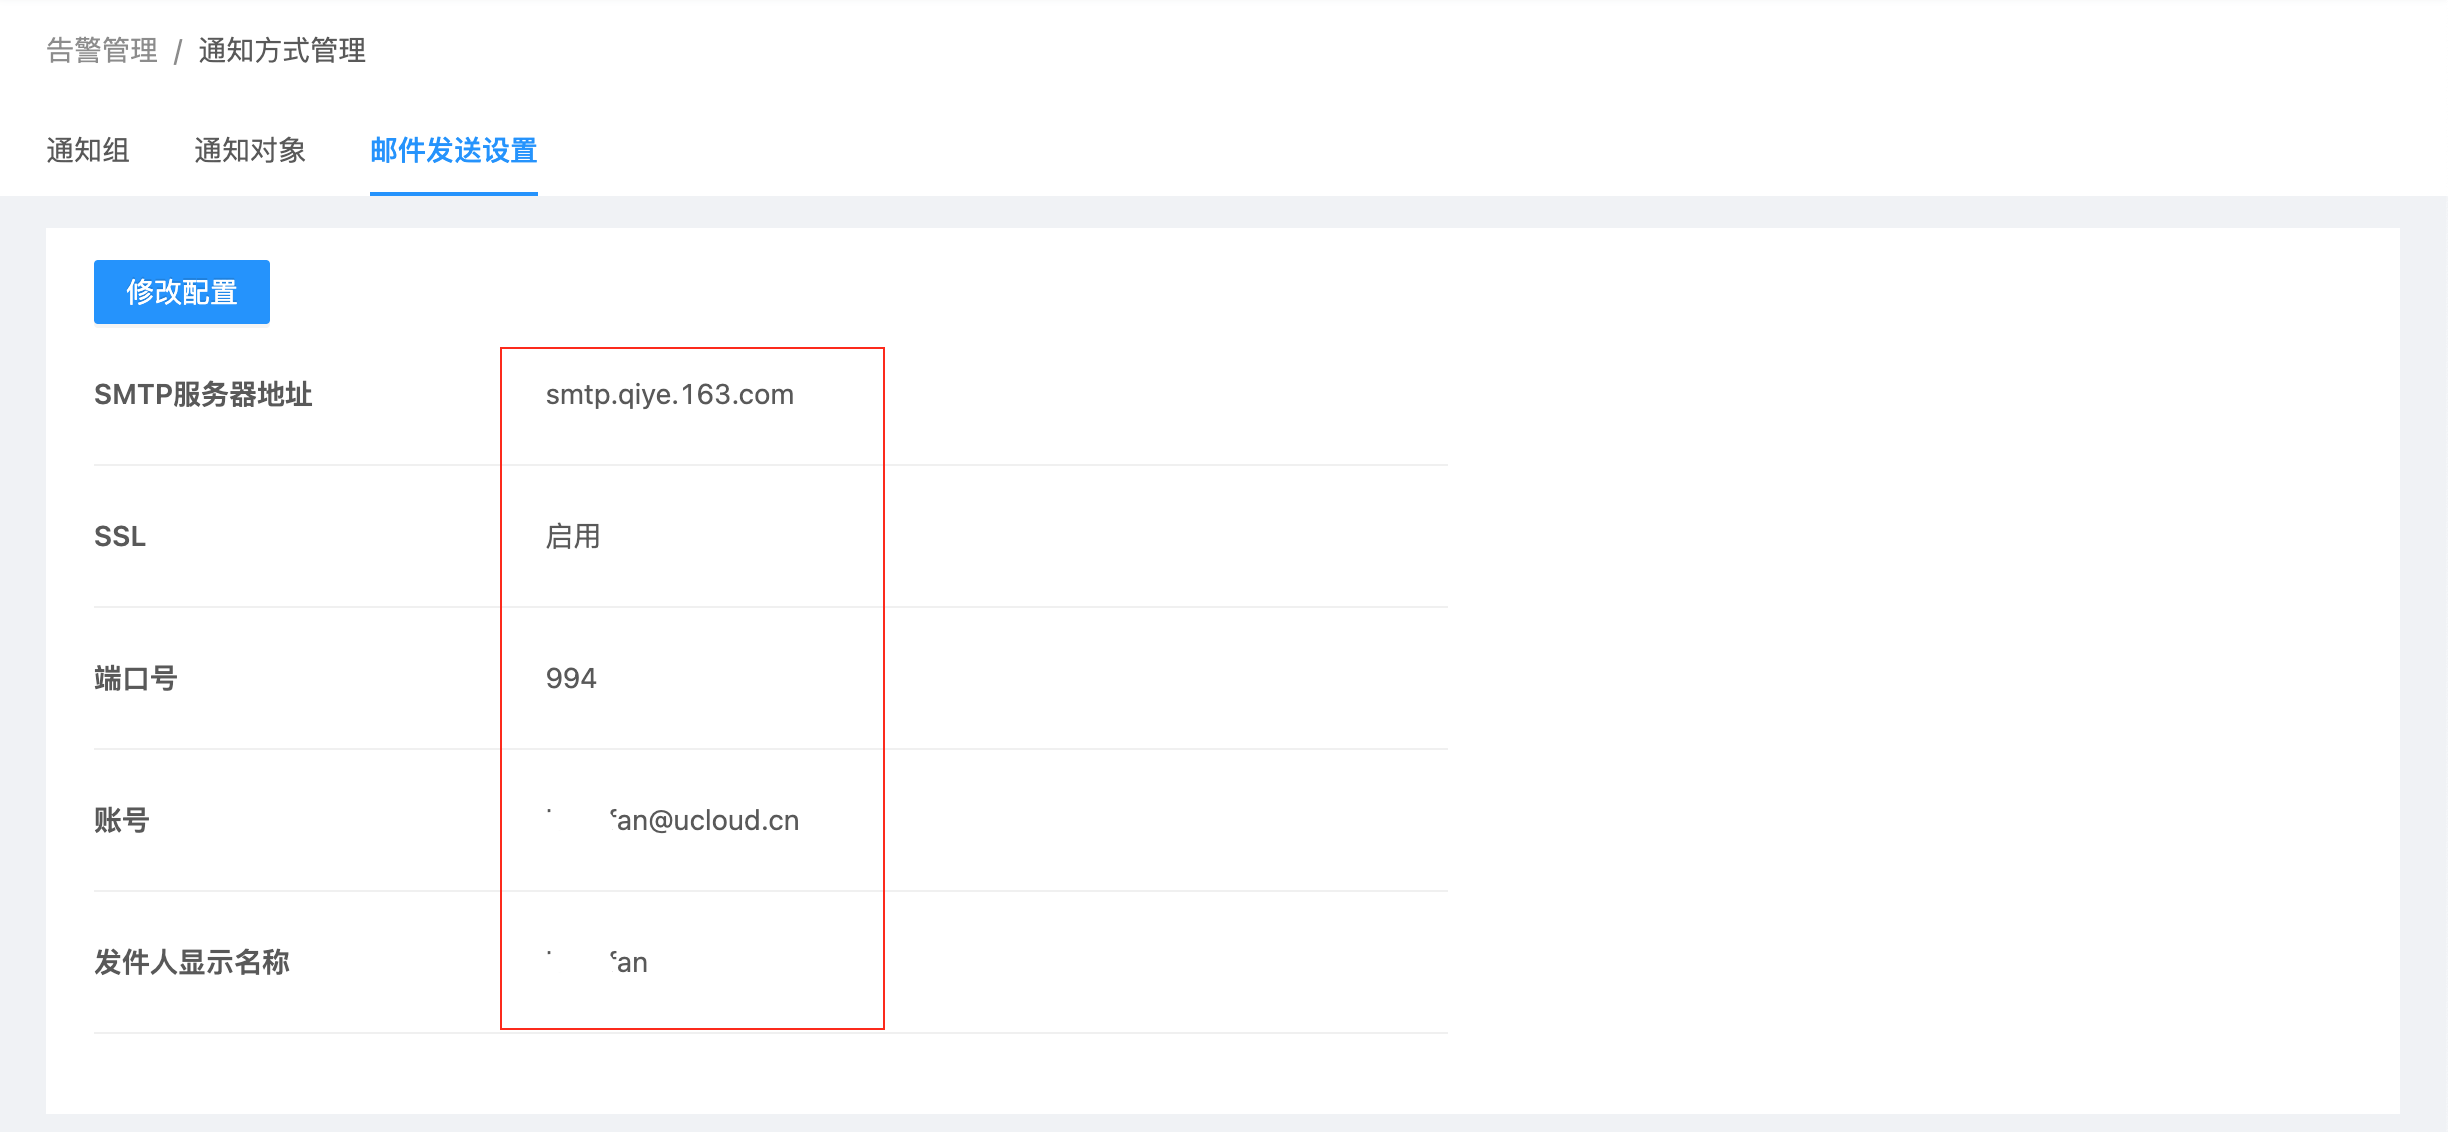 告警管理 / 通知方式管理
通知组 通知对象 邮件发送设置
修改配置
SMTP服务器地址 smtp.qiye.163.com
SSL 启用
端口号 994
账号 an@ucloud.cn
发件人显示名称 an